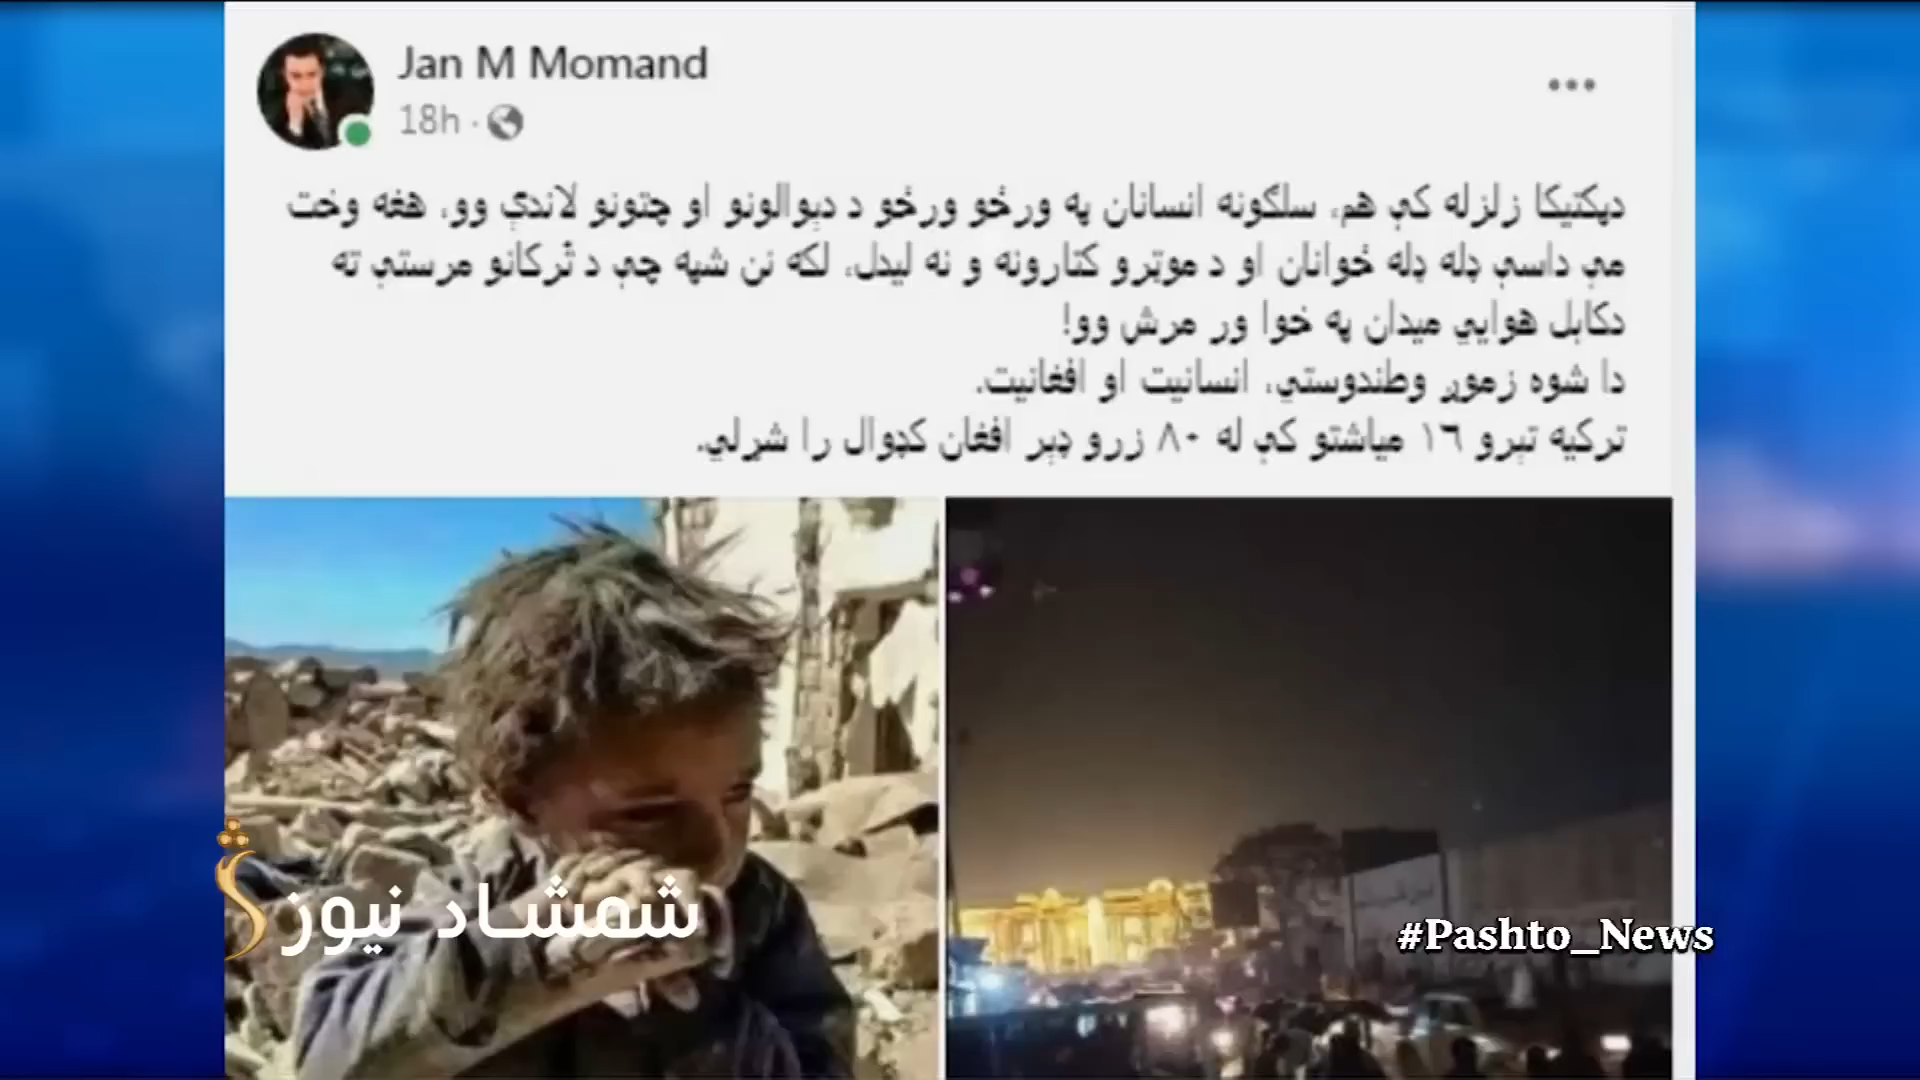 Jan M Momand
18h
دپکتیکا زلزله کې هم، سلګونه انسانان په ورځو ورځو د دېوالونو او چتونو لاندې وو، هغه وخت
مې داسې ډله ډله ځوانان او د موټرو کتارونه و نه لیدل، لکه نن شپه چې د تُرکانو مرستې ته
دکابل هوايي میدان په خوا ور مرش وو!
دا شوه زموږ وطندوستي، انسانیت او افغانیت.
ترکیه تېرو ۱٦ میاشتو کې له ۸۰ زرو ډېر افغان کډوال را شړلي.
شمشاد نیوز
#Pashto_News